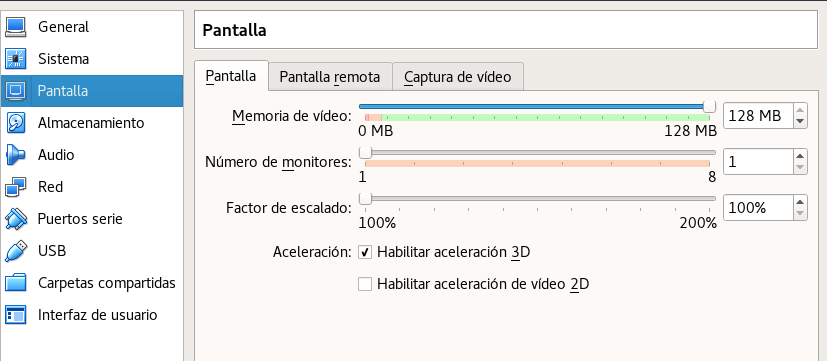 General
Sistema
Pantalla
Almacenamiento
Audio
Red
Puertos serie
USB
Carpetas compartidas
Interfaz de usuario
Pantalla
Pantalla Pantalla remota Captura de vídeo
Memoria de vídeo: 128 MB
0 MB 128 MB
Número de monitores: 1
1 8
Factor de escalado: 100%
100% 200%
Aceleración: Habilitar aceleración 3D
Habilitar aceleración de vídeo 2D